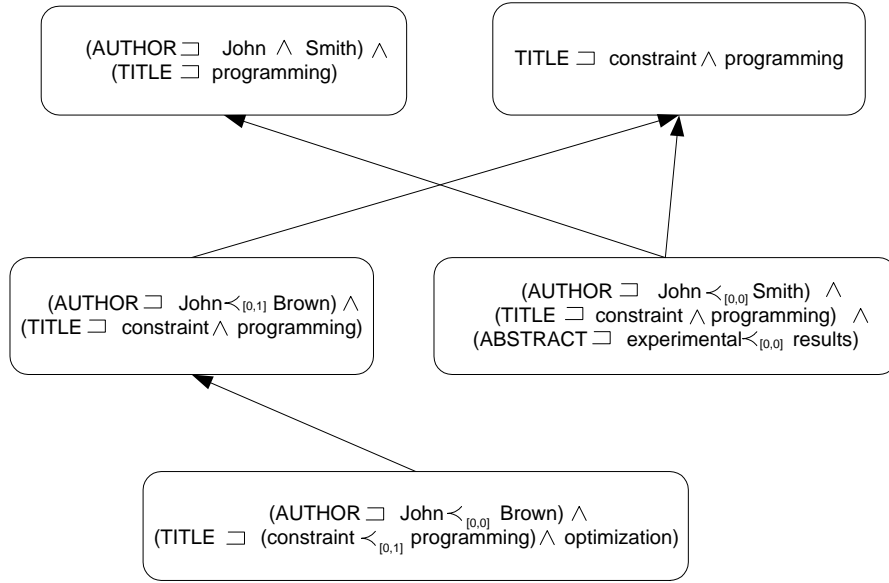 (AUTHOR ⊐ John ∧ Smith) ∧
(TITLE ⊐ programming)
TITLE ⊐ constraint ∧ programming
(AUTHOR ⊐ John ≺[0,1] Brown) ∧
(TITLE ⊐ constraint ∧ programming)
(AUTHOR ⊐ John ≺[0,0] Smith) ∧
(TITLE ⊐ constraint ∧ programming) ∧
(ABSTRACT ⊐ experimental ≺[0,0] results)
(AUTHOR ⊐ John ≺[0,0] Brown) ∧
(TITLE ⊐ (constraint ≺[0,1] programming) ∧ optimization)